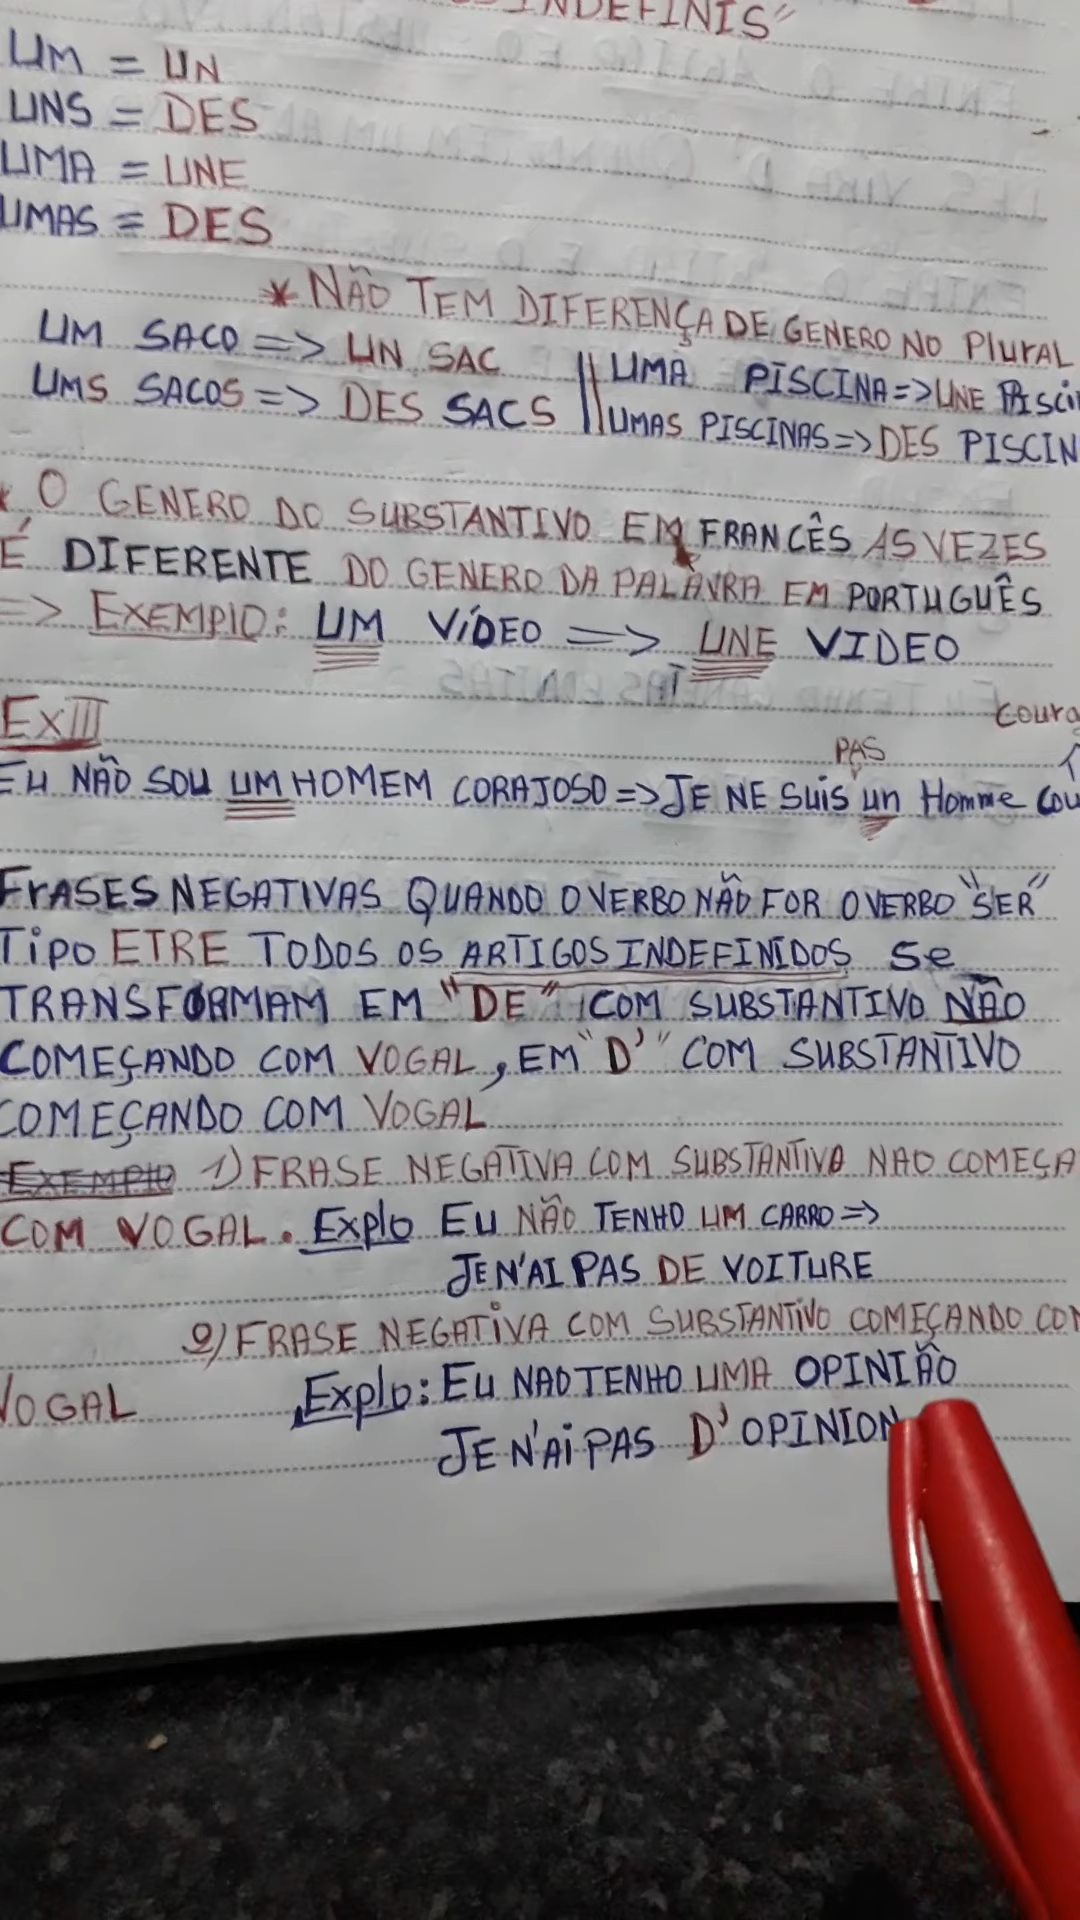 INDEFINIS"
UM = UN
UNS = DES
UMA = UNE
UMAS = DES
* NÃO TEM DIFERENÇA DE GENERO NO PLURAL
UM SACO => UN SAC
UMS SACOS => DES SACS
UMA PISCINA => UNE PISCI
UMAS PISCINAS => DES PISCIN
* O GENERO DO SUBSTANTIVO EM FRANCÊS AS VEZES
É DIFERENTE DO GENERO DA PALAVRA EM PORTUGUÊS
=> EXEMPLO: UM VÍDEO => UNE VIDEO
EX III
Coura
PAS
EU NÃO SOU UM HOMEM CORAJOSO => JE NE SUIS un Homme Cou
FRASES NEGATIVAS QUANDO O VERBO NÃO FOR O VERBO "SER"
TIPO ETRE TODOS OS ARTIGOS INDEFINIDOS Se
TRANSFORMAM EM "DE" COM SUBSTANTIVO NÃO
COMEÇANDO COM VOGAL, EM "D'" COM SUBSTANTIVO
COMEÇANDO COM VOGAL
EXEMPLO 1) FRASE NEGATIVA COM SUBSTANTIVO NAO COMEÇA
COM VOGAL. Explo EU NÃO TENHO UM CARRO =>
JE N'AI PAS DE VOITURE
2) FRASE NEGATIVA COM SUBSTANTIVO COMEÇANDO COM
VOGAL Explo: EU NAO TENHO UMA OPINIÃO
JE N'AI PAS D'OPINION